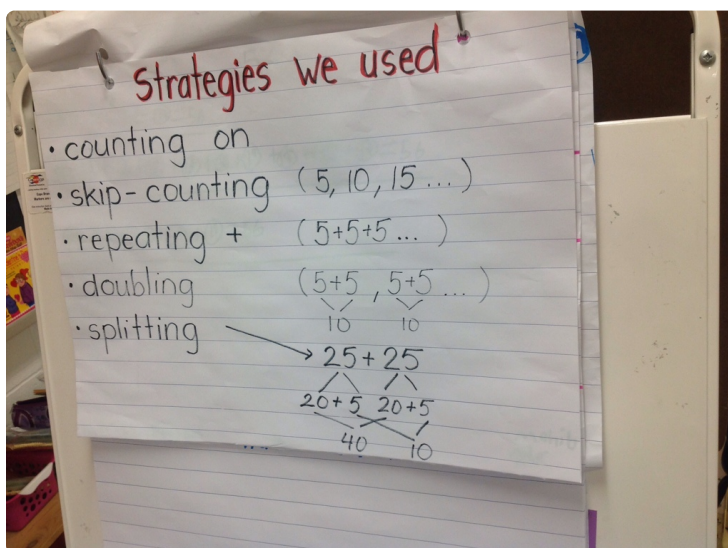 Strategies we used
• counting on
• skip-counting (5, 10, 15 ... )
• repeating + (5+5+5 ... )
• doubling (5+5 , 5+5 ... )
10 10
• splitting
25 + 25
20+5 20+5
40 10